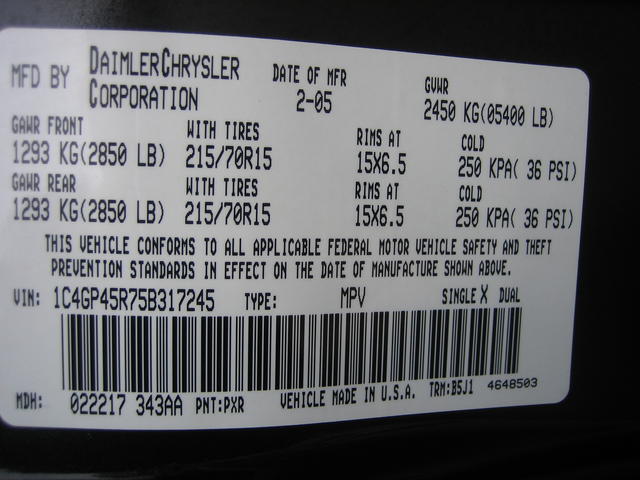 MFD BY DAIMLERCHRYSLER CORPORATION DATE OF MFR 2-05 GVWR 2450 KG(05400 LB)
GAWR FRONT WITH TIRES RIMS AT COLD
1293 KG(2850 LB) 215/70R15 15X6.5 250 KPA( 36 PSI)
GAWR REAR WITH TIRES RIMS AT COLD
1293 KG(2850 LB) 215/70R15 15X6.5 250 KPA( 36 PSI)
THIS VEHICLE CONFORMS TO ALL APPLICABLE FEDERAL MOTOR VEHICLE SAFETY AND THEFT
PREVENTION STANDARDS IN EFFECT ON THE DATE OF MANUFACTURE SHOWN ABOVE.
VIN: 1C4GP45R75B317245 TYPE: MPV SINGLE X DUAL
MDH: 022217 343AA PNT:PXR VEHICLE MADE IN U.S.A. TRM:B5J1 4648503